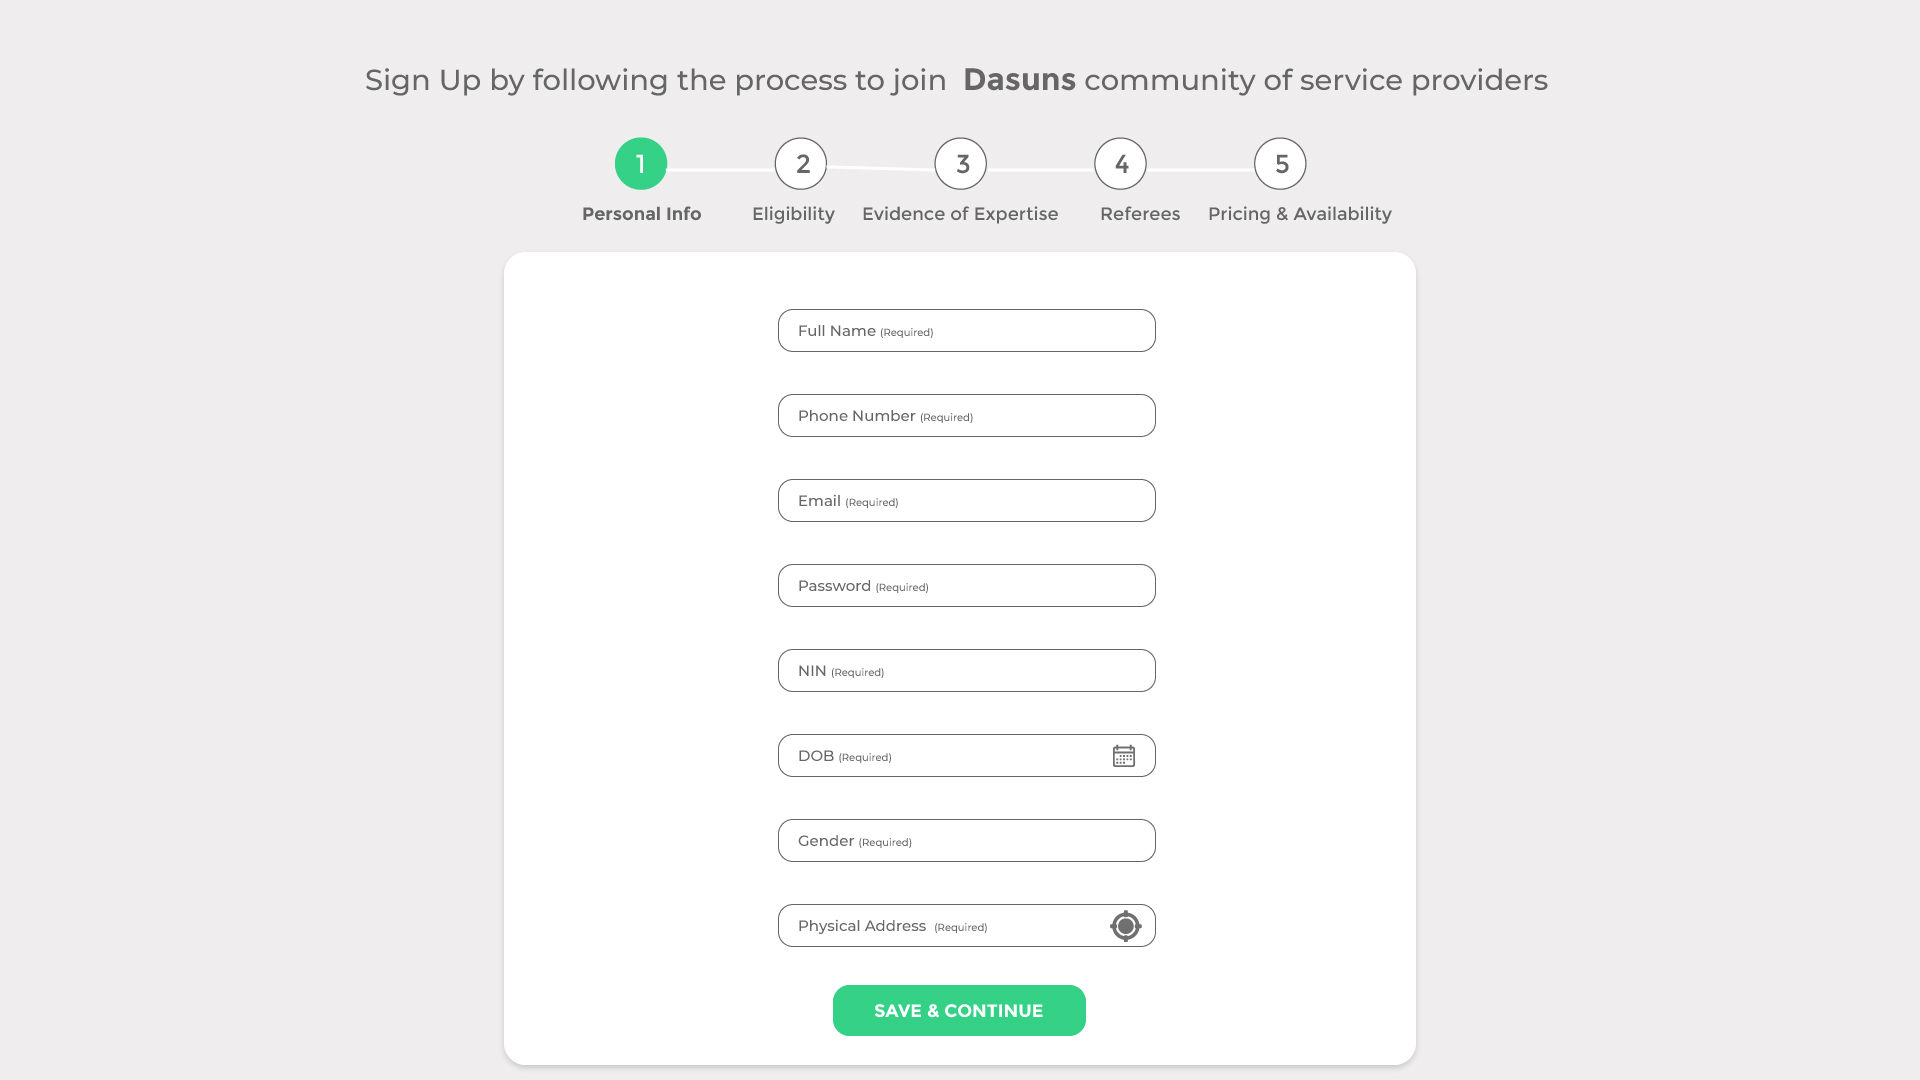 Sign Up by following the process to join Dasuns community of service providers
1 2 3 4 5
Personal Info Eligibility Evidence of Expertise Referees Pricing & Availability
Full Name (Required)
Phone Number (Required)
Email (Required)
Password (Required)
NIN (Required)
DOB (Required)
Gender (Required)
Physical Address (Required)
SAVE & CONTINUE